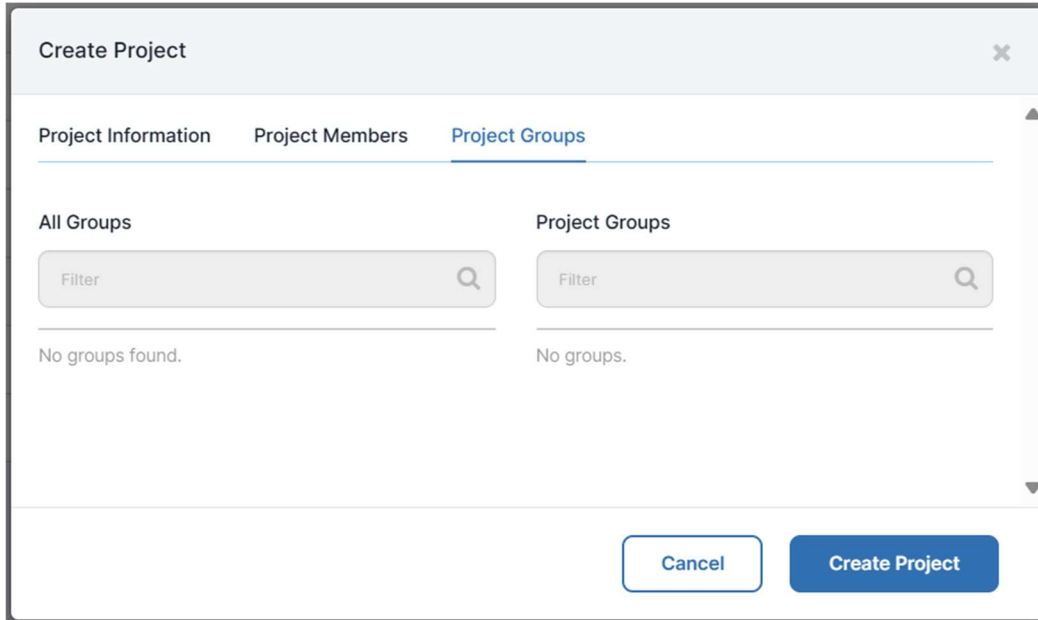 Create Project
Project Information Project Members Project Groups
All Groups
Filter
No groups found.
Project Groups
Filter
No groups.
Cancel Create Project